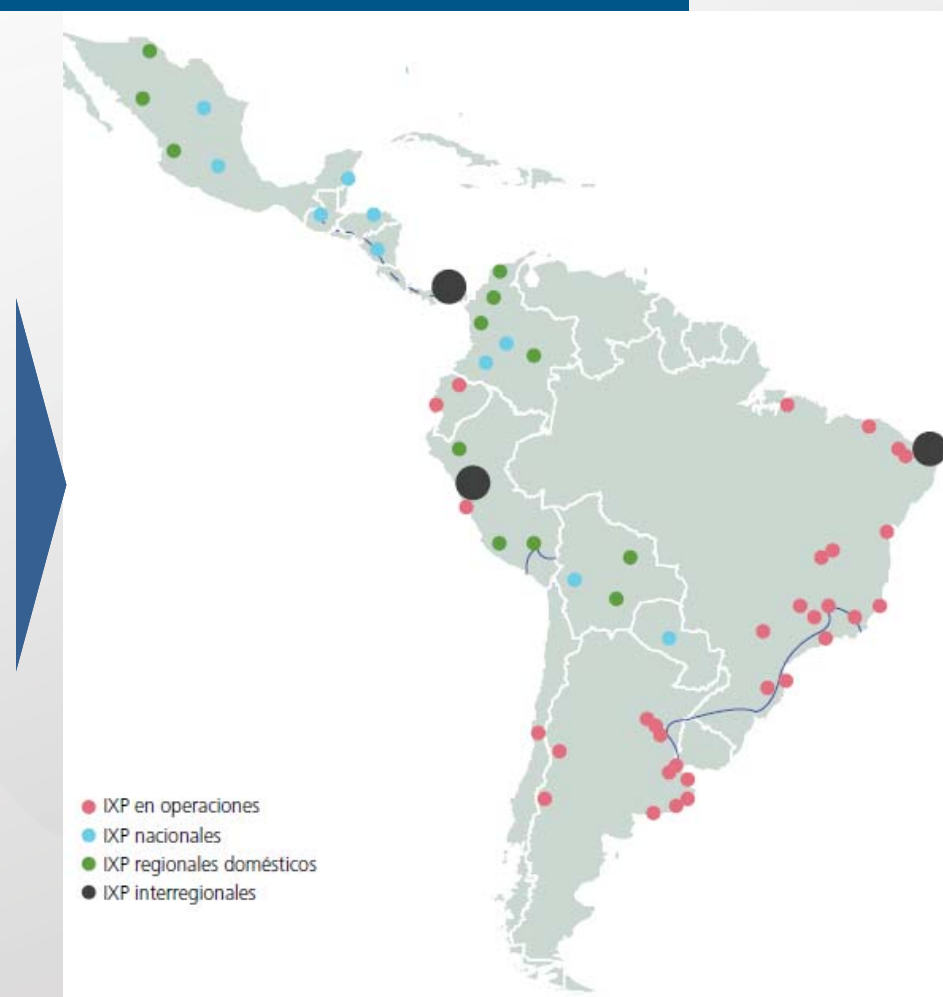 IXP en operaciones
IXP nacionales
IXP regionales domésticos
IXP interregionales